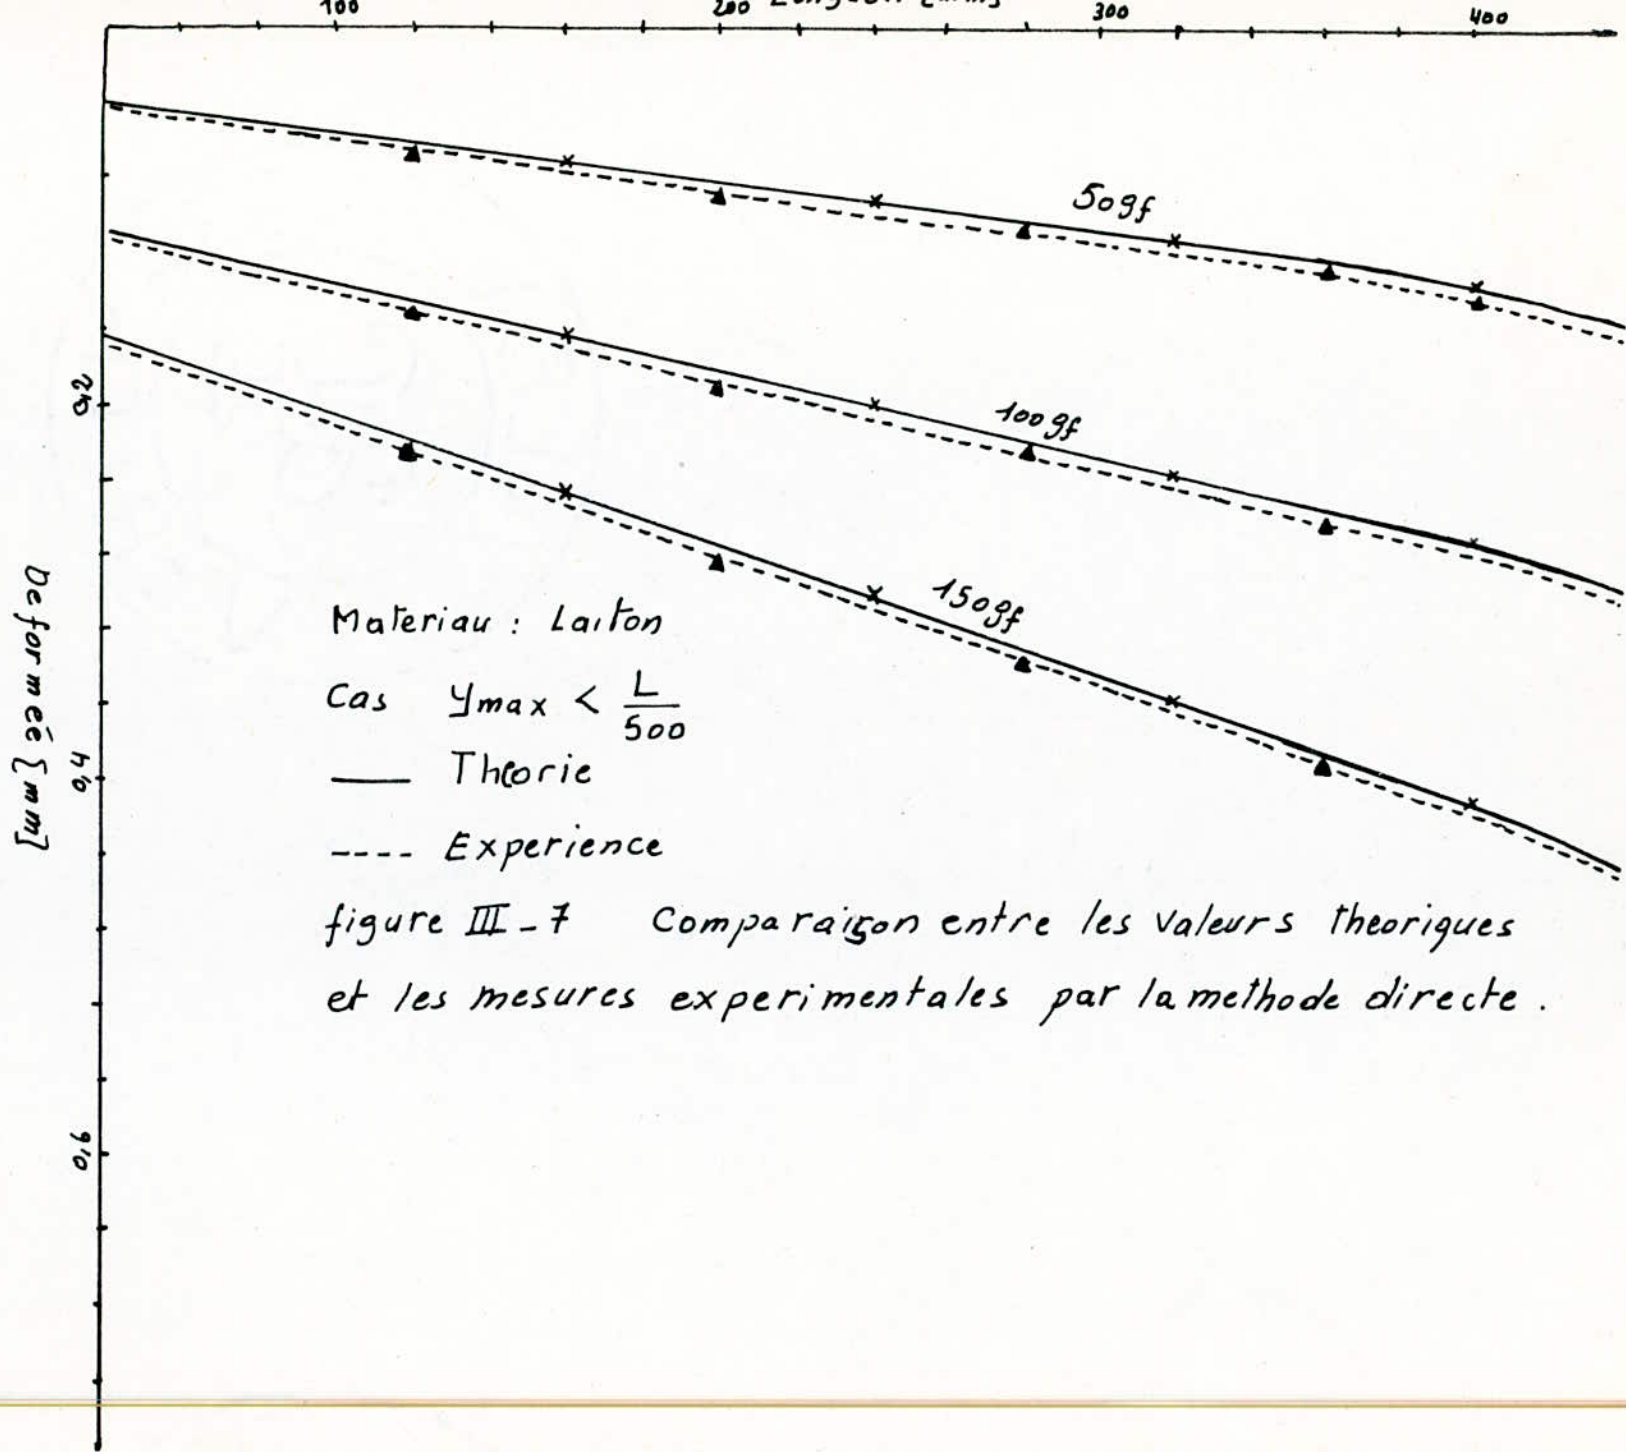 100 200 300 400
50gf
0,2
100gf
150gf
Materiau : Laiton
Cas ymax < L/500
Deformeé [mm]
0,4
—— Theorie
---- Experience
figure III - 7 Comparaison entre les valeurs theoriques
et les mesures experimentales par la methode directe .
0,6